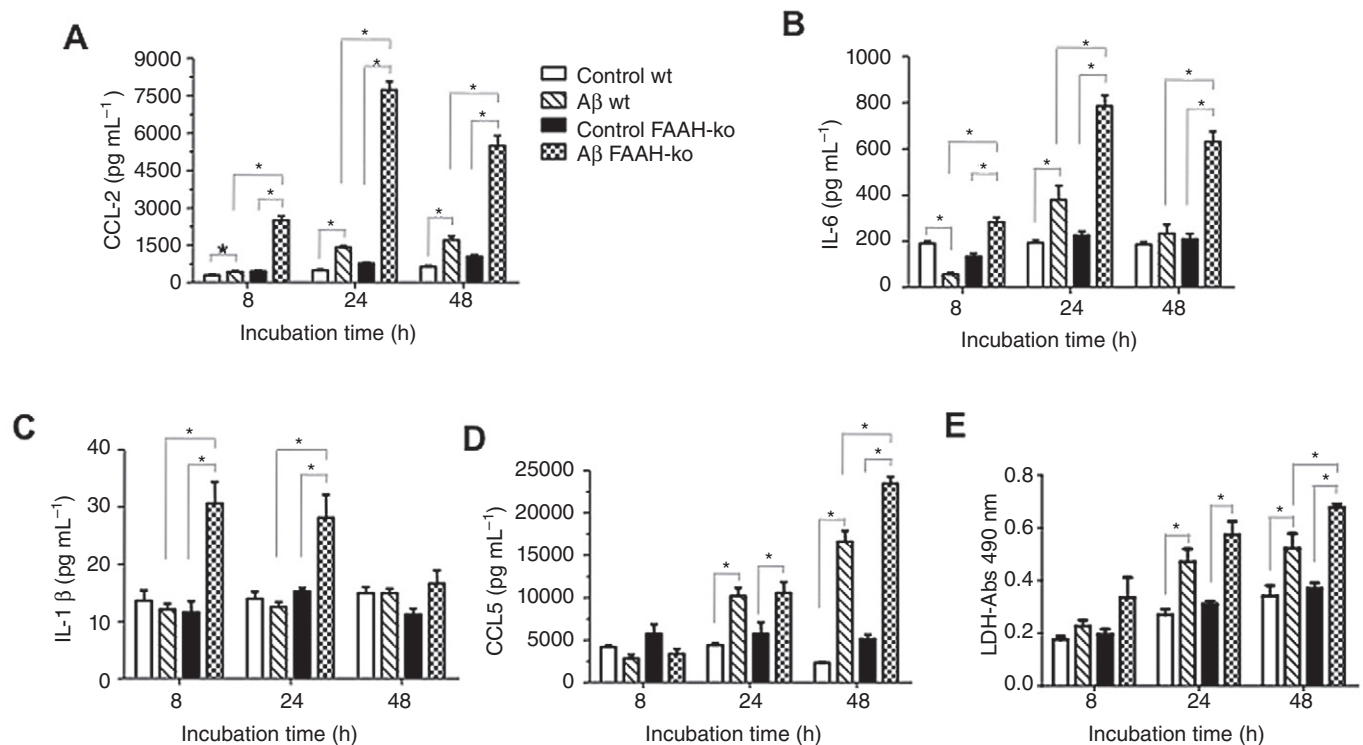 A
CCL-2 (pg mL⁻¹)
9000
7500
6000
4500
3000
1500
0
* * * * * * * * *
8 24 48
Incubation time (h)
Control wt
Aβ wt
Control FAAH-ko
Aβ FAAH-ko
B
IL-6 (pg mL⁻¹)
1000
800
600
400
200
0
* * * * * * * *
8 24 48
Incubation time (h)
C
IL-1 β (pg mL⁻¹)
40
30
20
10
0
* * * *
8 24 48
Incubation time (h)
D
CCL5 (pg mL⁻¹)
25000
20000
15000
10000
5000
0
* * * * *
8 24 48
Incubation time (h)
E
LDH-Abs 490 nm
0.8
0.6
0.4
0.2
0.0
* * * * *
8 24 48
Incubation time (h)